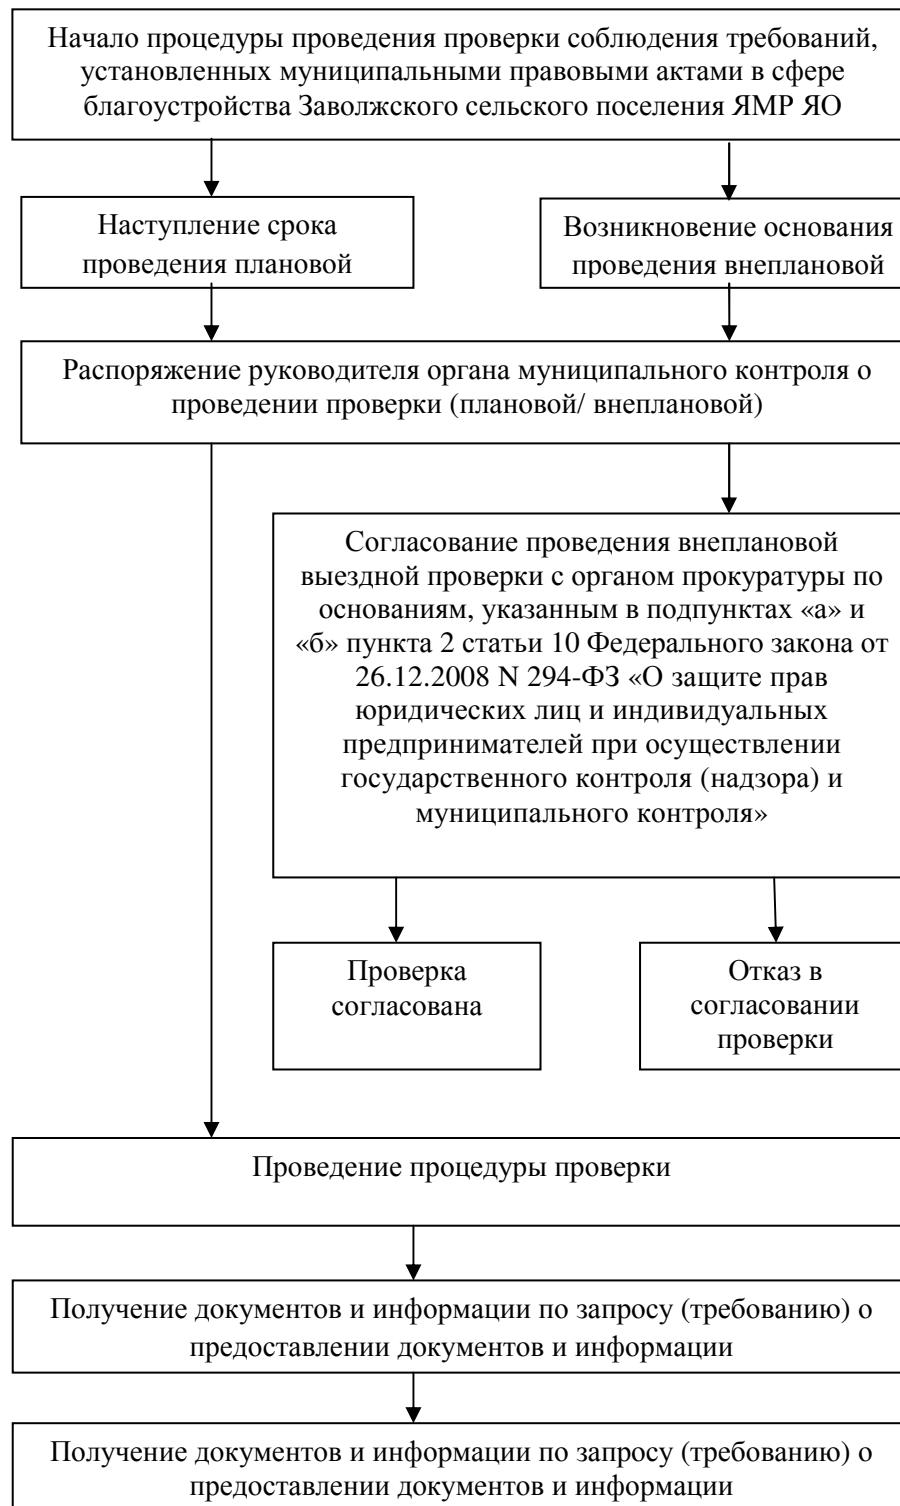 Начало процедуры проведения проверки соблюдения требований,
установленных муниципальными правовыми актами в сфере
благоустройства Заволжского сельского поселения ЯМР ЯО
Наступление срока
проведения плановой
Возникновение основания
проведения внеплановой
Распоряжение руководителя органа муниципального контроля о
проведении проверки (плановой/ внеплановой)
Согласование проведения внеплановой
выездной проверки с органом прокуратуры по
основаниям, указанным в подпунктах «а» и
«б» пункта 2 статьи 10 Федерального закона от
26.12.2008 N 294-ФЗ «О защите прав
юридических лиц и индивидуальных
предпринимателей при осуществлении
государственного контроля (надзора) и
муниципального контроля»
Проверка
согласована
Отказ в
согласовании
проверки
Проведение процедуры проверки
Получение документов и информации по запросу (требованию) о
предоставлении документов и информации
Получение документов и информации по запросу (требованию) о
предоставлении документов и информации